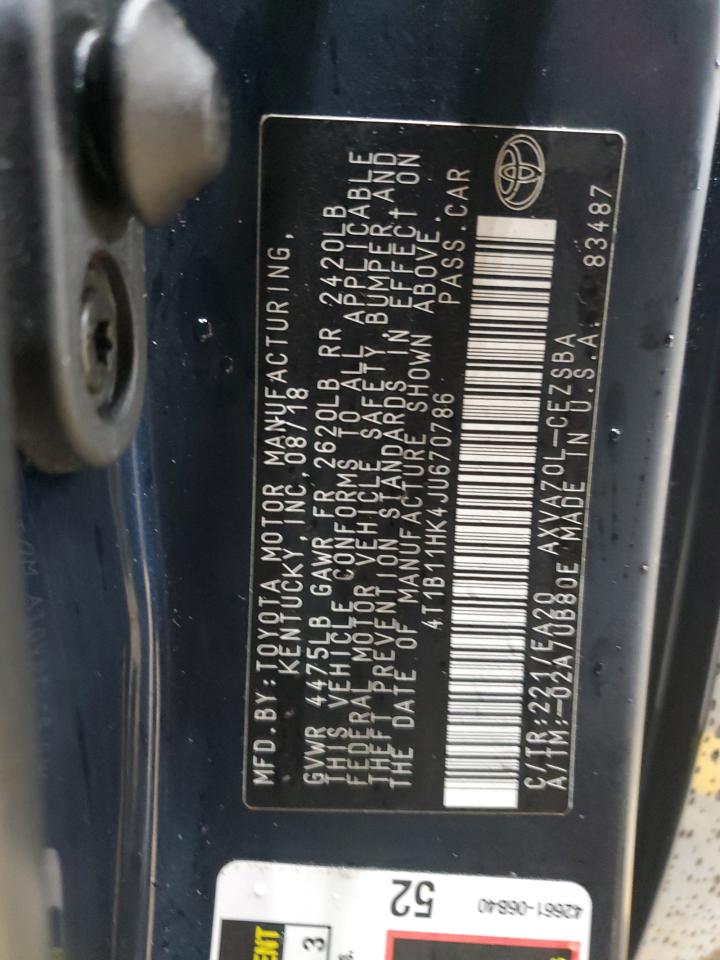 MFD.BY:TOYOTA MOTOR MANUFACTURING,
KENTUCKY,INC.08/18
GVWR 4475LB GAWR FR 2620LB RR 2420LB
THIS VEHICLE CONFORMS TO ALL APPLICABLE
FEDERAL MOTOR VEHICLE SAFETY, BUMPER,AND
THEFT PREVENTION STANDARDS IN EFFECT ON
THE DATE OF MANUFACTURE SHOWN ABOVE.
4T1B11HK4JU670786 PASS.CAR
C/TR:221/EA20 AXVA70L-CEZSBA
A/TM:-02A/UB80E MADE IN U.S.A. 83487
52
42661-06B40
3